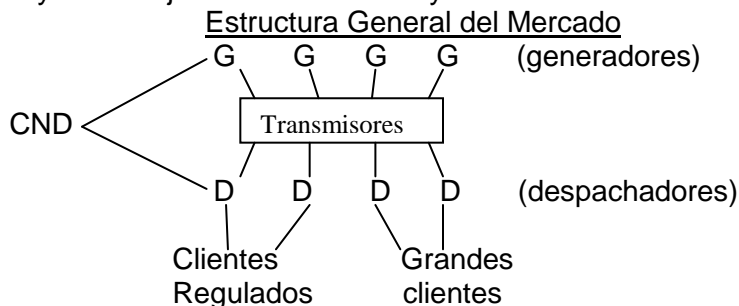 Estructura General del Mercado
G G G G (generadores)
CND
Transmisores
D D D D (despachadores)
Clientes Grandes
Regulados clientes